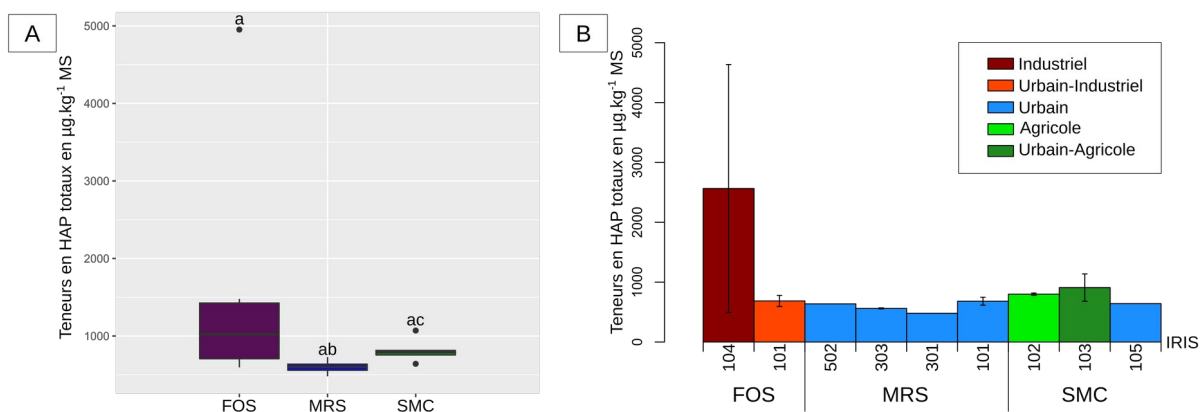 A
Teneurs en HAP totaux en µg.kg⁻¹ MS
5000
4000
3000
2000
1000
a
ab
ac
FOS MRS SMC
B
Teneurs en HAP totaux en µg.kg⁻¹ MS
5000
4000
3000
2000
1000
0
Industriel
Urbain-Industriel
Urbain
Agricole
Urbain-Agricole
104 101 502 303 301 101 102 103 105 IRIS
FOS MRS SMC